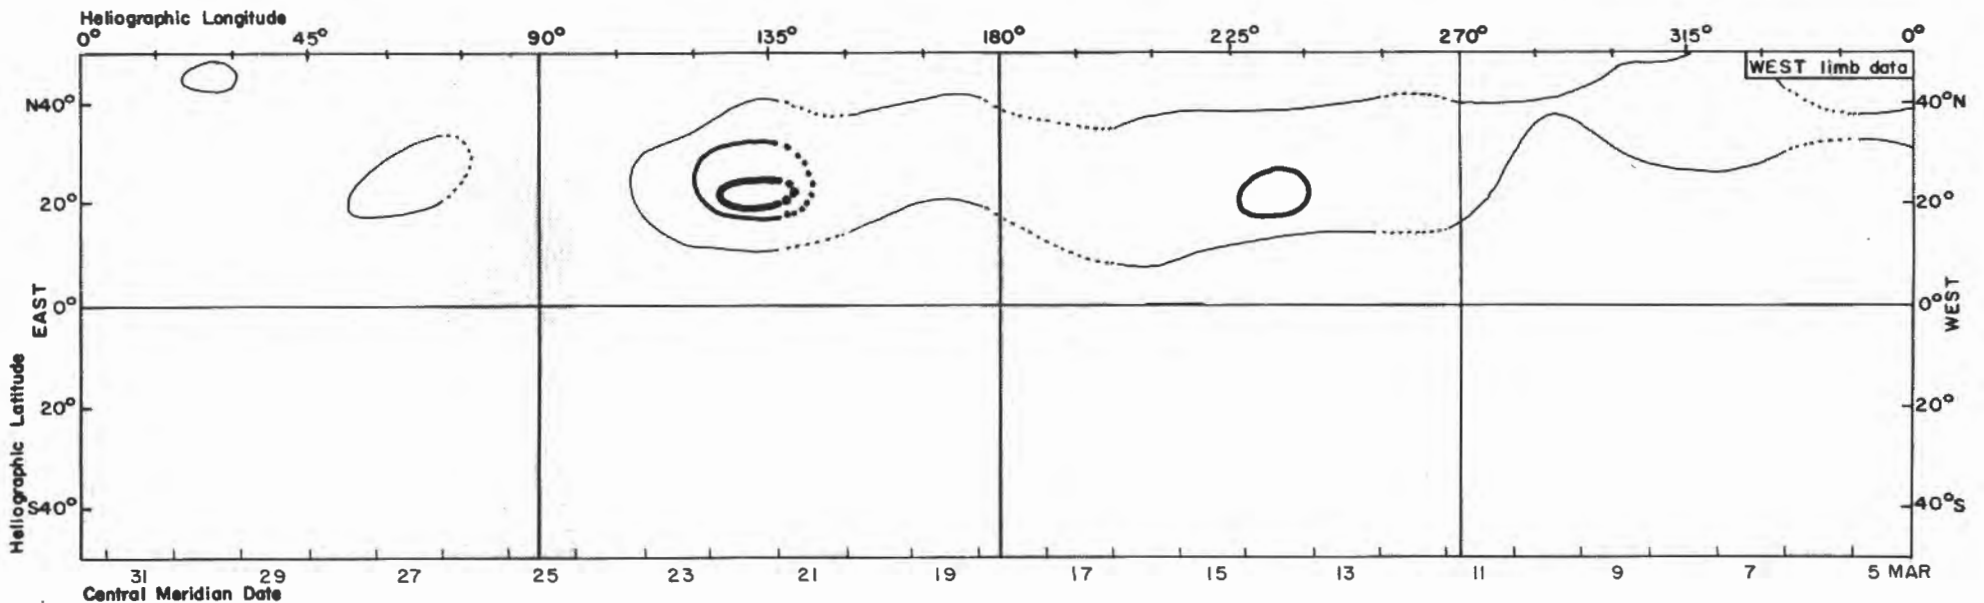 Heliographic Longitude
0° 45° 90° 135° 180° 225° 270° 315° 0°
WEST limb data
N40° 40°N
20° 20°
EAST 0° 0° WEST
Heliographic Latitude
20° 20°
S40° 40°S
31 29 27 25 23 21 19 17 15 13 11 9 7 5 MAR
Central Meridian Date